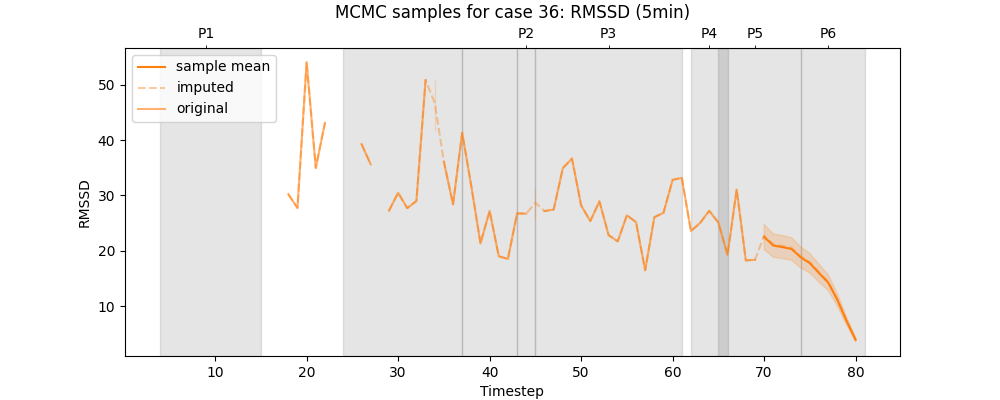 MCMC samples for case 36: RMSSD (5min)
P1 P2 P3 P4 P5 P6
sample mean
imputed
original
50
40
30
20
10
RMSSD
10 20 30 40 50 60 70 80
Timestep